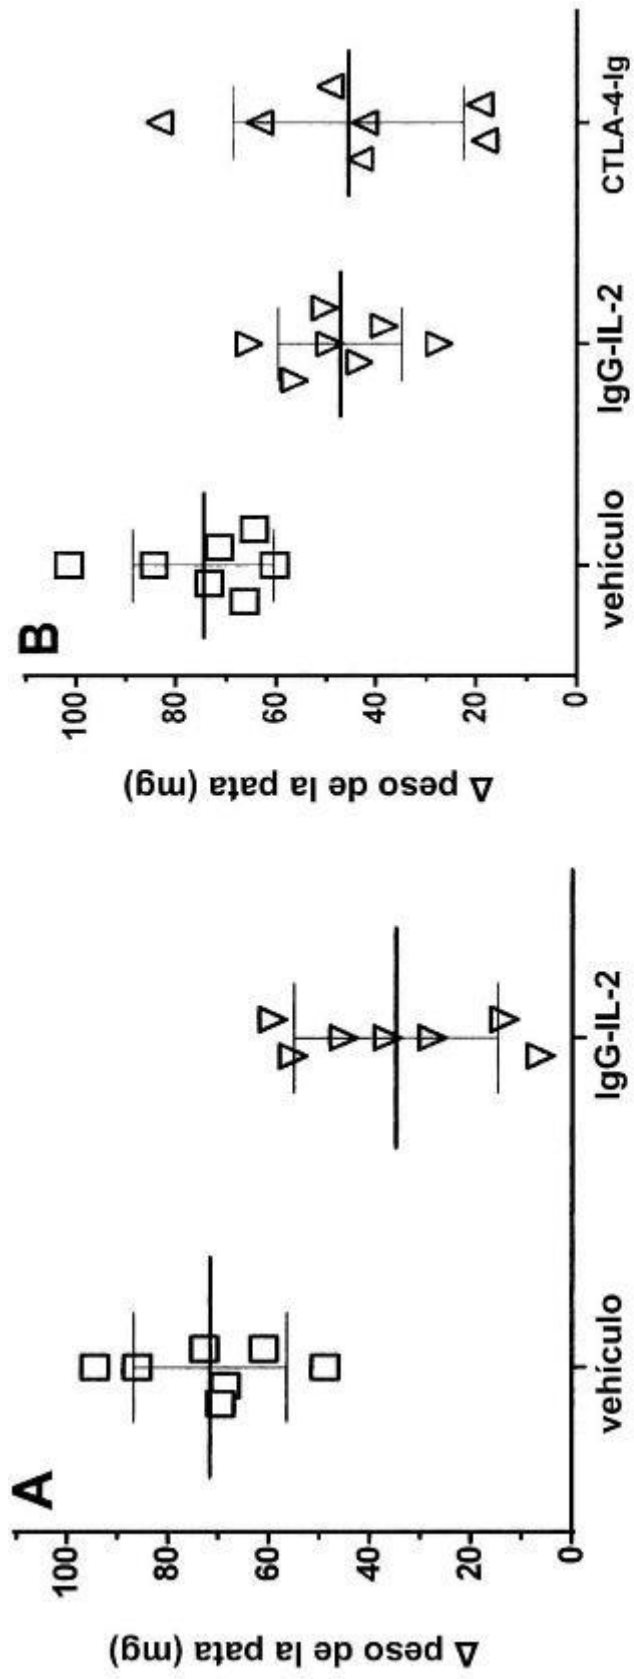 A
Δ peso de la pata (mg)
100
80
60
40
20
0
vehículo
IgG-IL-2
B
Δ peso de la pata (mg)
100
80
60
40
20
0
vehículo
IgG-IL-2
CTLA-4-Ig